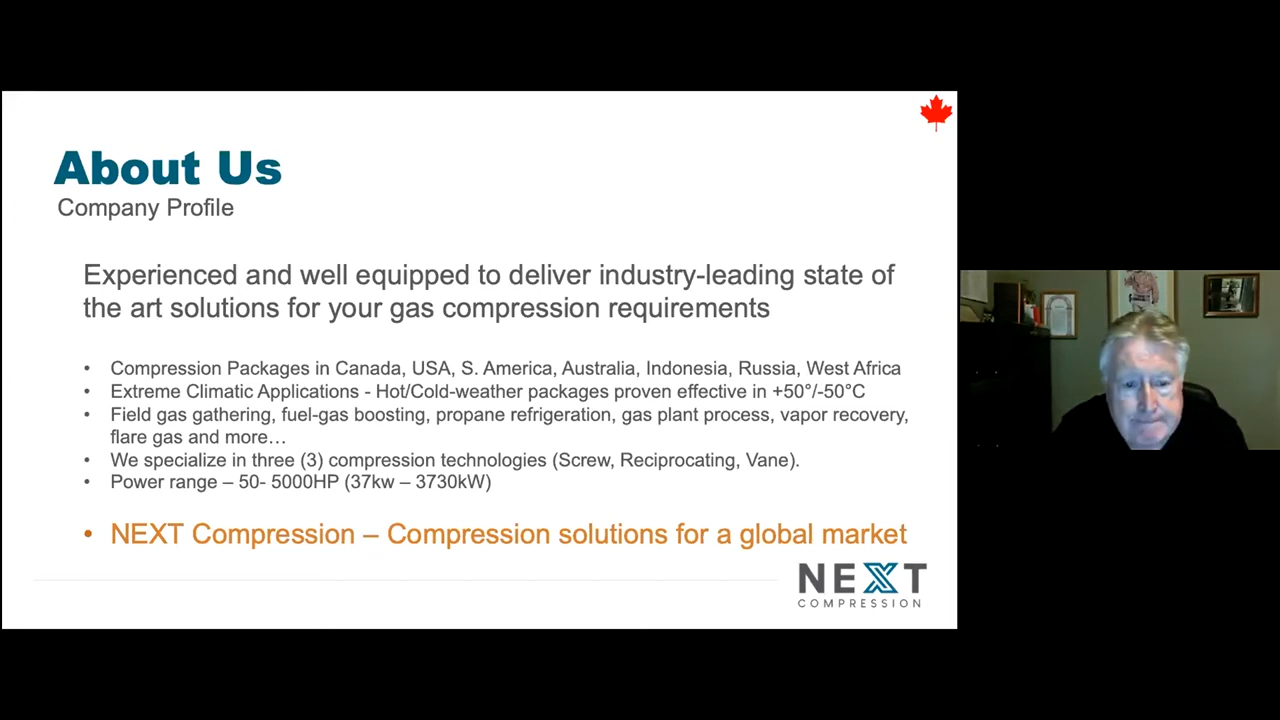 About Us
Company Profile
Experienced and well equipped to deliver industry-leading state of
the art solutions for your gas compression requirements
• Compression Packages in Canada, USA, S. America, Australia, Indonesia, Russia, West Africa
• Extreme Climatic Applications - Hot/Cold-weather packages proven effective in +50°/-50°C
• Field gas gathering, fuel-gas boosting, propane refrigeration, gas plant process, vapor recovery,
flare gas and more…
• We specialize in three (3) compression technologies (Screw, Reciprocating, Vane).
• Power range – 50- 5000HP (37kw – 3730kW)
• NEXT Compression – Compression solutions for a global market
NEXT
COMPRESSION